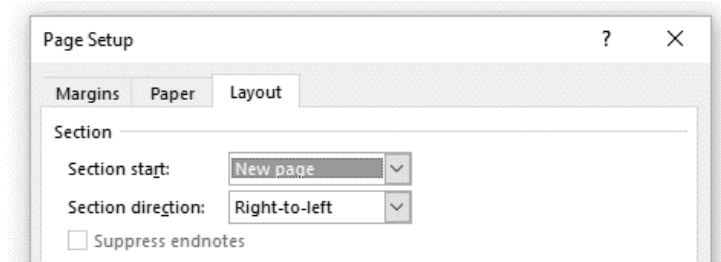 Page Setup ? X
Margins Paper Layout
Section
Section start: New page
Section direction: Right-to-left
Suppress endnotes